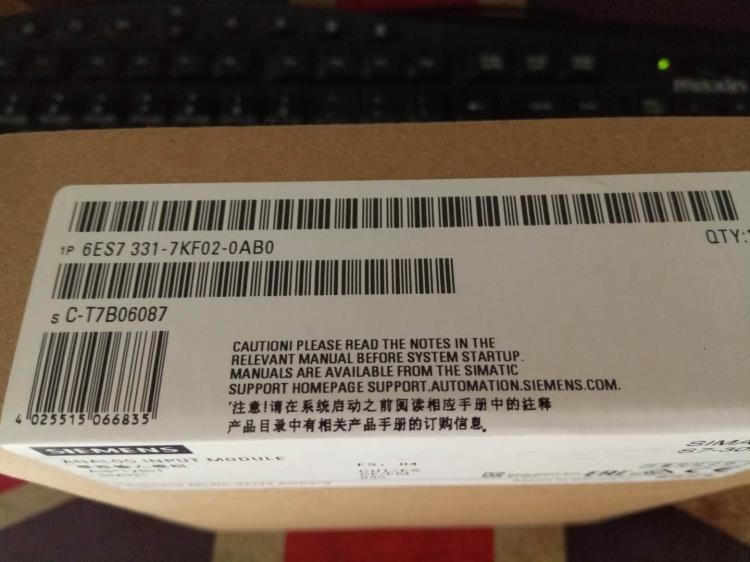 1P 6ES7 331-7KF02-0AB0
QTY:1
S C-T7B06087
4 025515 066835
CAUTION! PLEASE READ THE NOTES IN THE
RELEVANT MANUAL BEFORE SYSTEM STARTUP.
MANUALS ARE AVAILABLE FROM THE SIMATIC
SUPPORT HOMEPAGE SUPPORT.AUTOMATION.SIEMENS.COM.
'注意!请在系统启动之前阅读相应手册中的注释
产品目录中有相关产品手册的订购信息。
SIEMENS
ANALOG INPUT MODULE
SIMA
S7-30